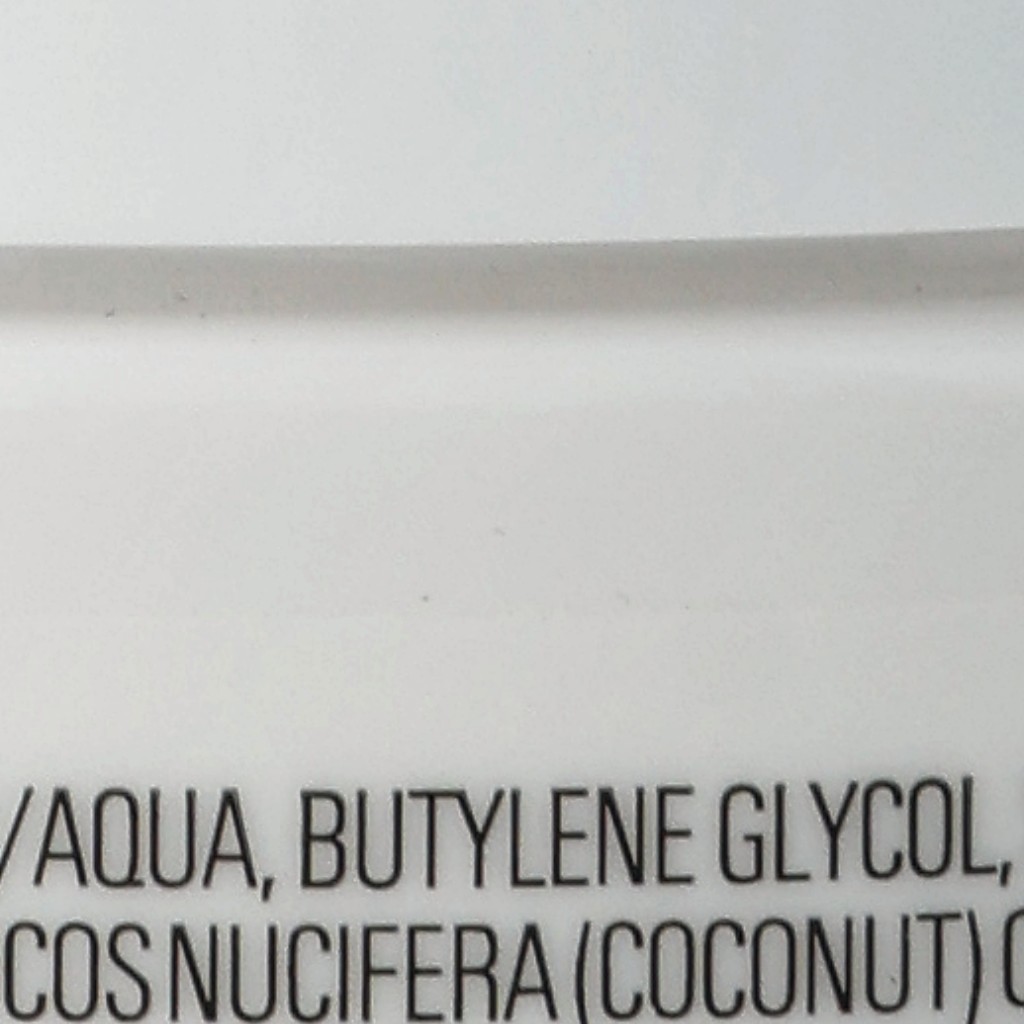 /AQUA, BUTYLENE GLYCOL,
COS NUCIFERA (COCONUT)